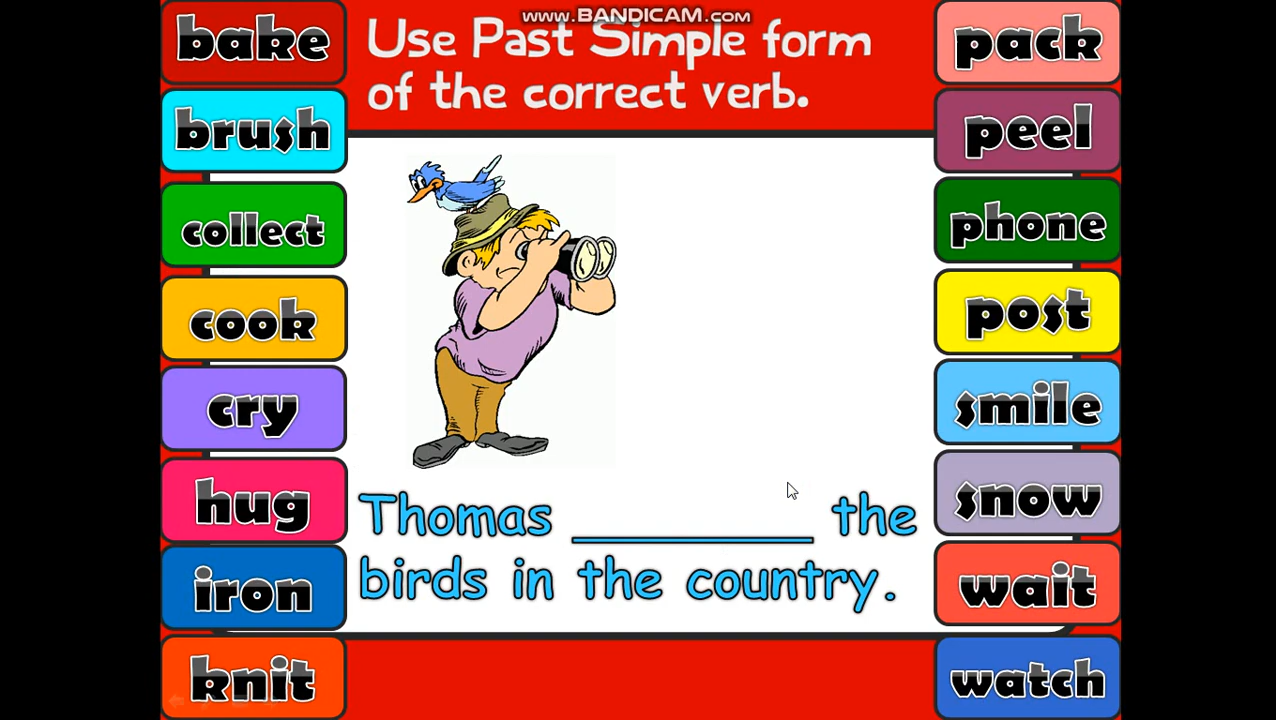 www.BANDICAM.com
Use Past Simple form
of the correct verb.
bake
brush
collect
cook
cry
hug
iron
knit
pack
peel
phone
post
smile
snow
wait
watch
Thomas __________ the
birds in the country.